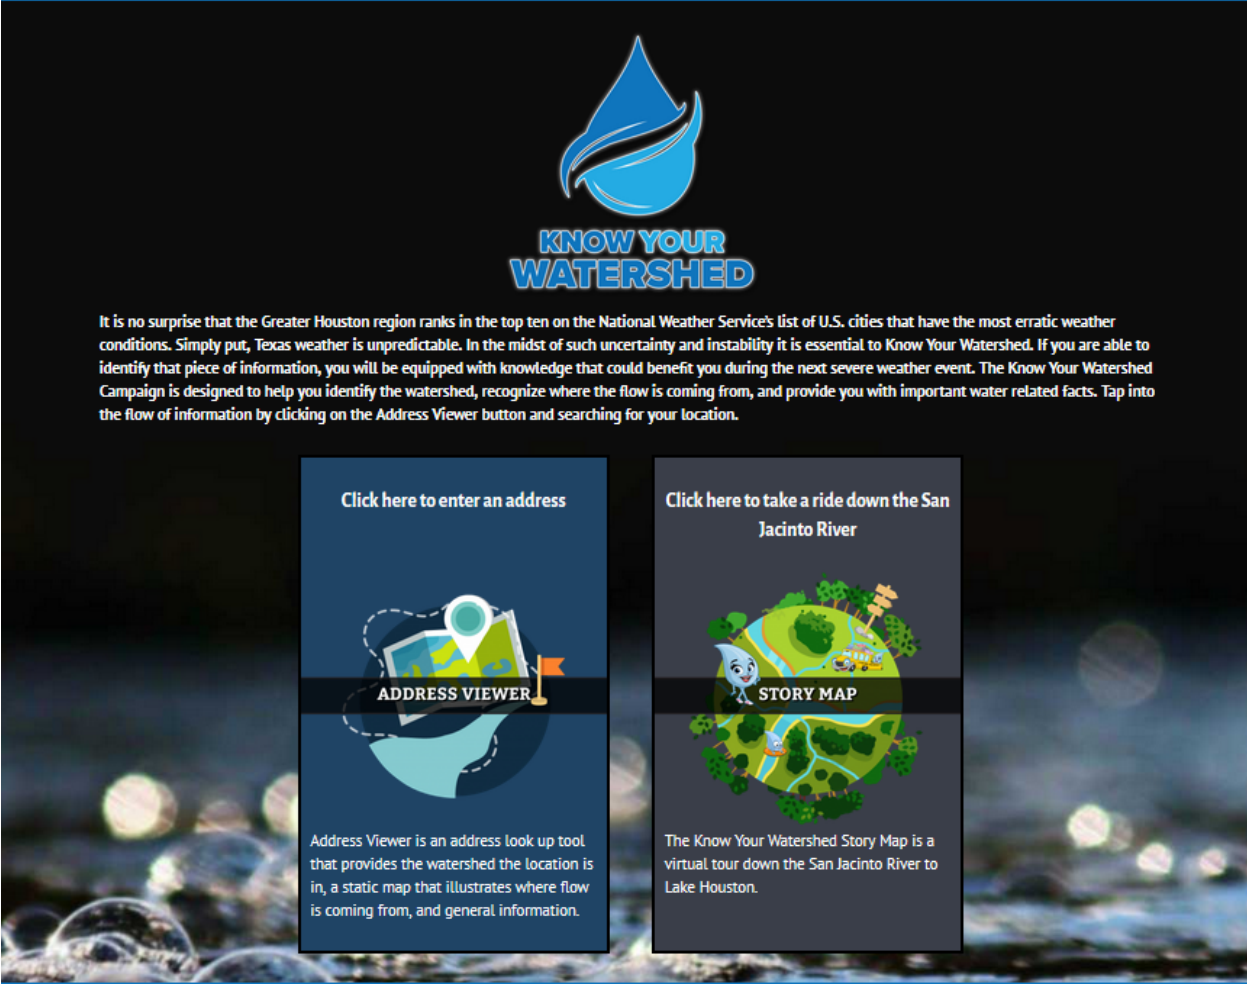 KNOW YOUR
WATERSHED
It is no surprise that the Greater Houston region ranks in the top ten on the National Weather Service's list of U.S. cities that have the most erratic weather
conditions. Simply put, Texas weather is unpredictable. In the midst of such uncertainty and instability it is essential to Know Your Watershed. If you are able to
identify that piece of information, you will be equipped with knowledge that could benefit you during the next severe weather event. The Know Your Watershed
Campaign is designed to help you identify the watershed, recognize where the flow is coming from, and provide you with important water related facts. Tap into
the flow of information by clicking on the Address Viewer button and searching for your location.
Click here to enter an address
ADDRESS VIEWER
Address Viewer is an address look up tool
that provides the watershed the location is
in, a static map that illustrates where flow
is coming from, and general information.
Click here to take a ride down the San
Jacinto River
STORY MAP
The Know Your Watershed Story Map is a
virtual tour down the San Jacinto River to
Lake Houston.